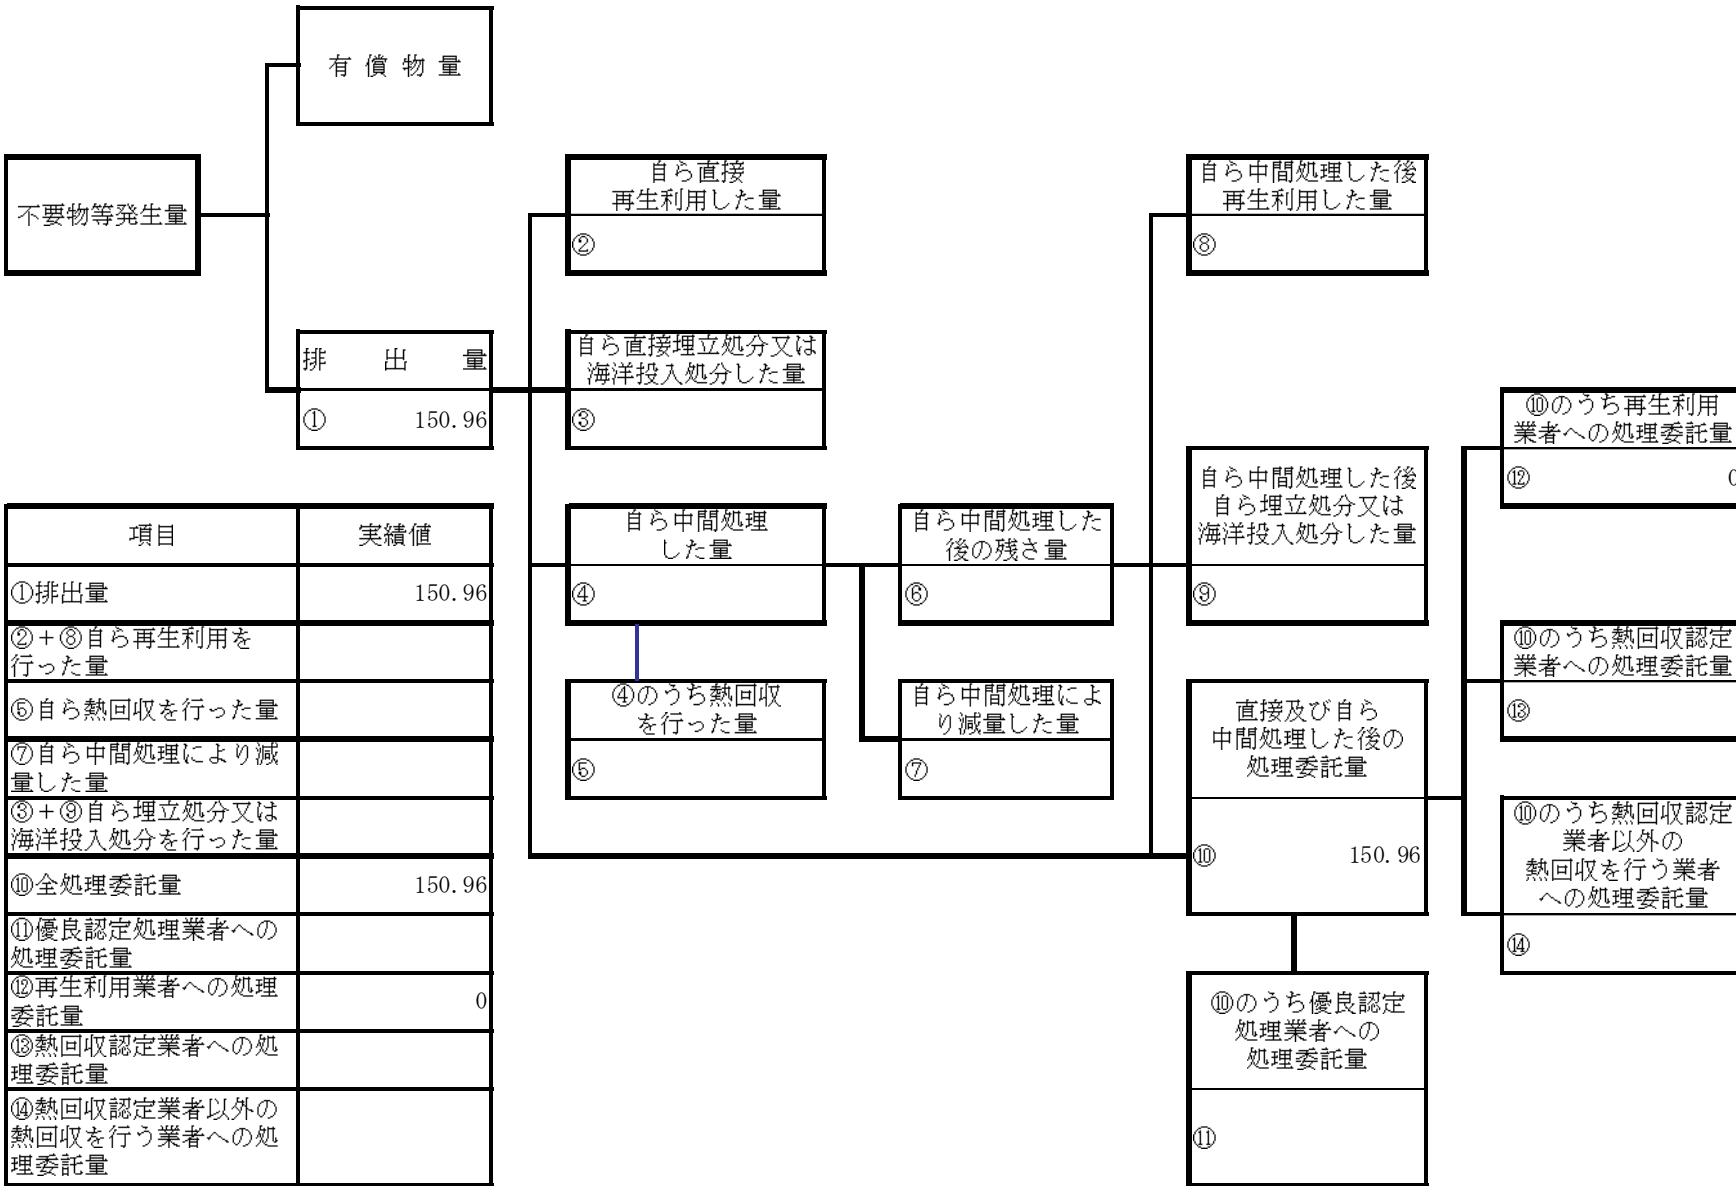 有 償 物 量
不要物等発生量
自ら直接
再生利用した量
②
自ら中間処理した後
再生利用した量
⑧
排 出 量
① 150.96
自ら直接埋立処分又は
海洋投入処分した量
③
⑩のうち再生利用
業者への処理委託量
⑫ 0
自ら中間処理
した量
④
自ら中間処理した
後の残さ量
⑥
自ら中間処理した後
自ら埋立処分又は
海洋投入処分した量
⑨
⑩のうち熱回収認定
業者への処理委託量
⑬
④のうち熱回収
を行った量
⑤
自ら中間処理によ
り減量した量
⑦
直接及び自ら
中間処理した後の
処理委託量
⑩ 150.96
⑩のうち熱回収認定
業者以外の
熱回収を行う業者
への処理委託量
⑭
⑩のうち優良認定
処理業者への
処理委託量
⑪
項目 実績値
①排出量 150.96
②+⑧自ら再生利用を
行った量
⑤自ら熱回収を行った量
⑦自ら中間処理により減
量した量
③+⑨自ら埋立処分又は
海洋投入処分を行った量
⑩全処理委託量 150.96
⑪優良認定処理業者への
処理委託量
⑫再生利用業者への処理
委託量 0
⑬熱回収認定業者への処
理委託量
⑭熱回収認定業者以外の
熱回収を行う業者への処
理委託量